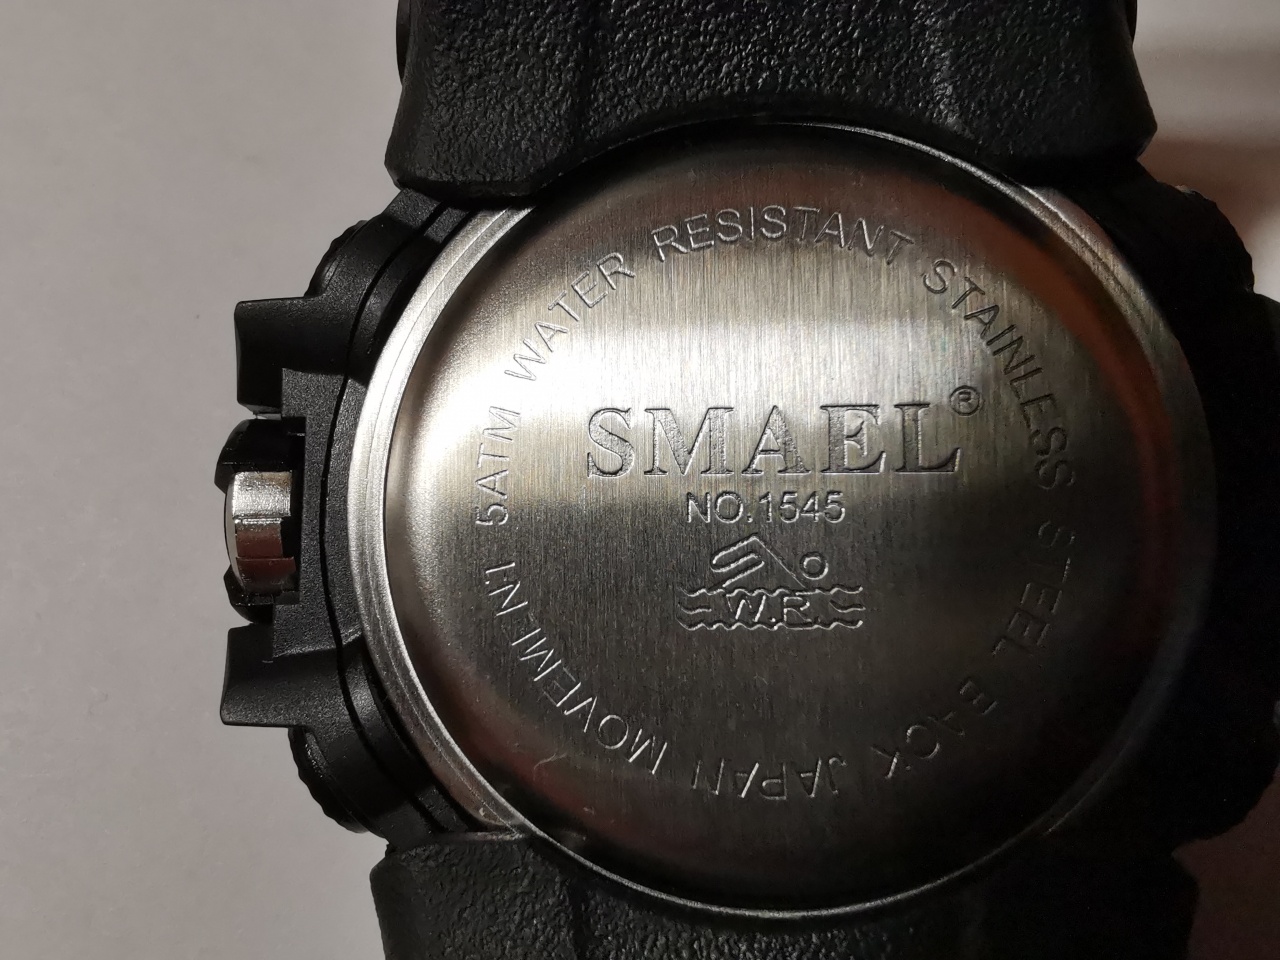 5ATM WATER RESISTANT STAINLESS STEEL BACK JAPAN MOVEMENT
SMAEL®
NO.1545
W.R.